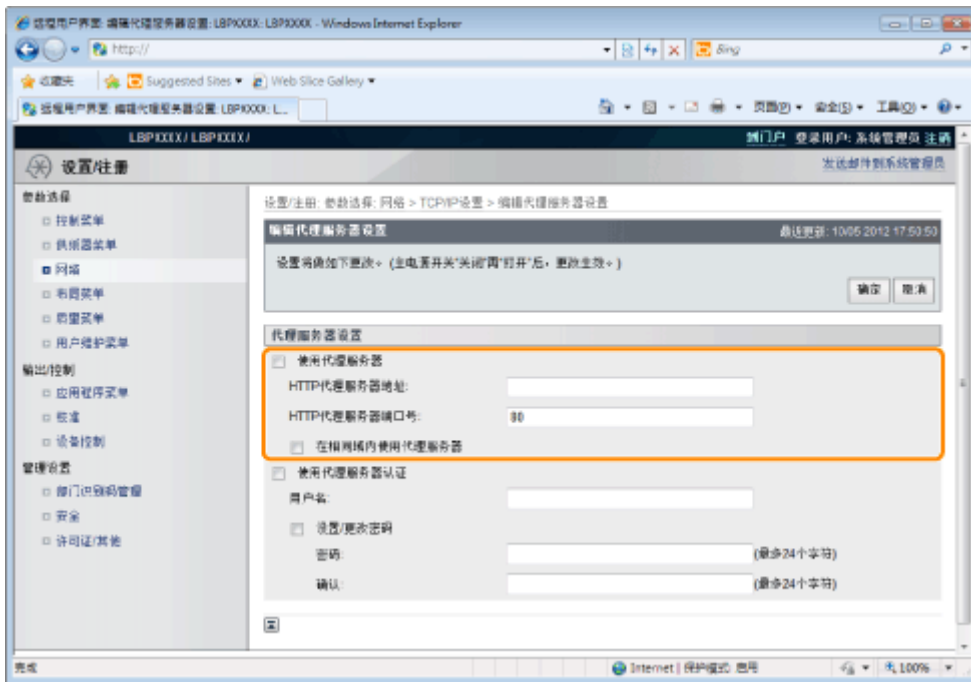 远程用户界面: 编辑代理服务器设置: LBPXXXX: LBPXXXX - Windows Internet Explorer
http://
Bing
收藏夹 Suggested Sites Web Slice Gallery
远程用户界面: 编辑代理服务器设置: LBPXXXX: L...
页面(P) 安全(S) 工具(O)
LBPXXXX/ LBPXXXX/
到门户 登录用户: 系统管理员 注销
设置/注册
发送邮件到系统管理员
参数选择
控制菜单
供纸器菜单
网络
布局菜单
质量菜单
用户维护菜单
输出/控制
应用程序菜单
校准
设备控制
管理设置
部门识别码管理
安全
许可证/其他
设置/注册: 参数选择: 网络 > TCP/IP设置 > 编辑代理服务器设置
编辑代理服务器设置
最近更新: 10/05 2012 17:50:50
设置将做如下更改。(主电源开关"关闭"再"打开"后，更改生效。)
确定 取消
代理服务器设置
使用代理服务器
HTTP代理服务器地址:
HTTP代理服务器端口号: 80
在相同域内使用代理服务器
使用代理服务器认证
用户名:
设置/更改密码
密码: (最多24个字符)
确认: (最多24个字符)
完成
Internet | 保护模式: 启用
100%